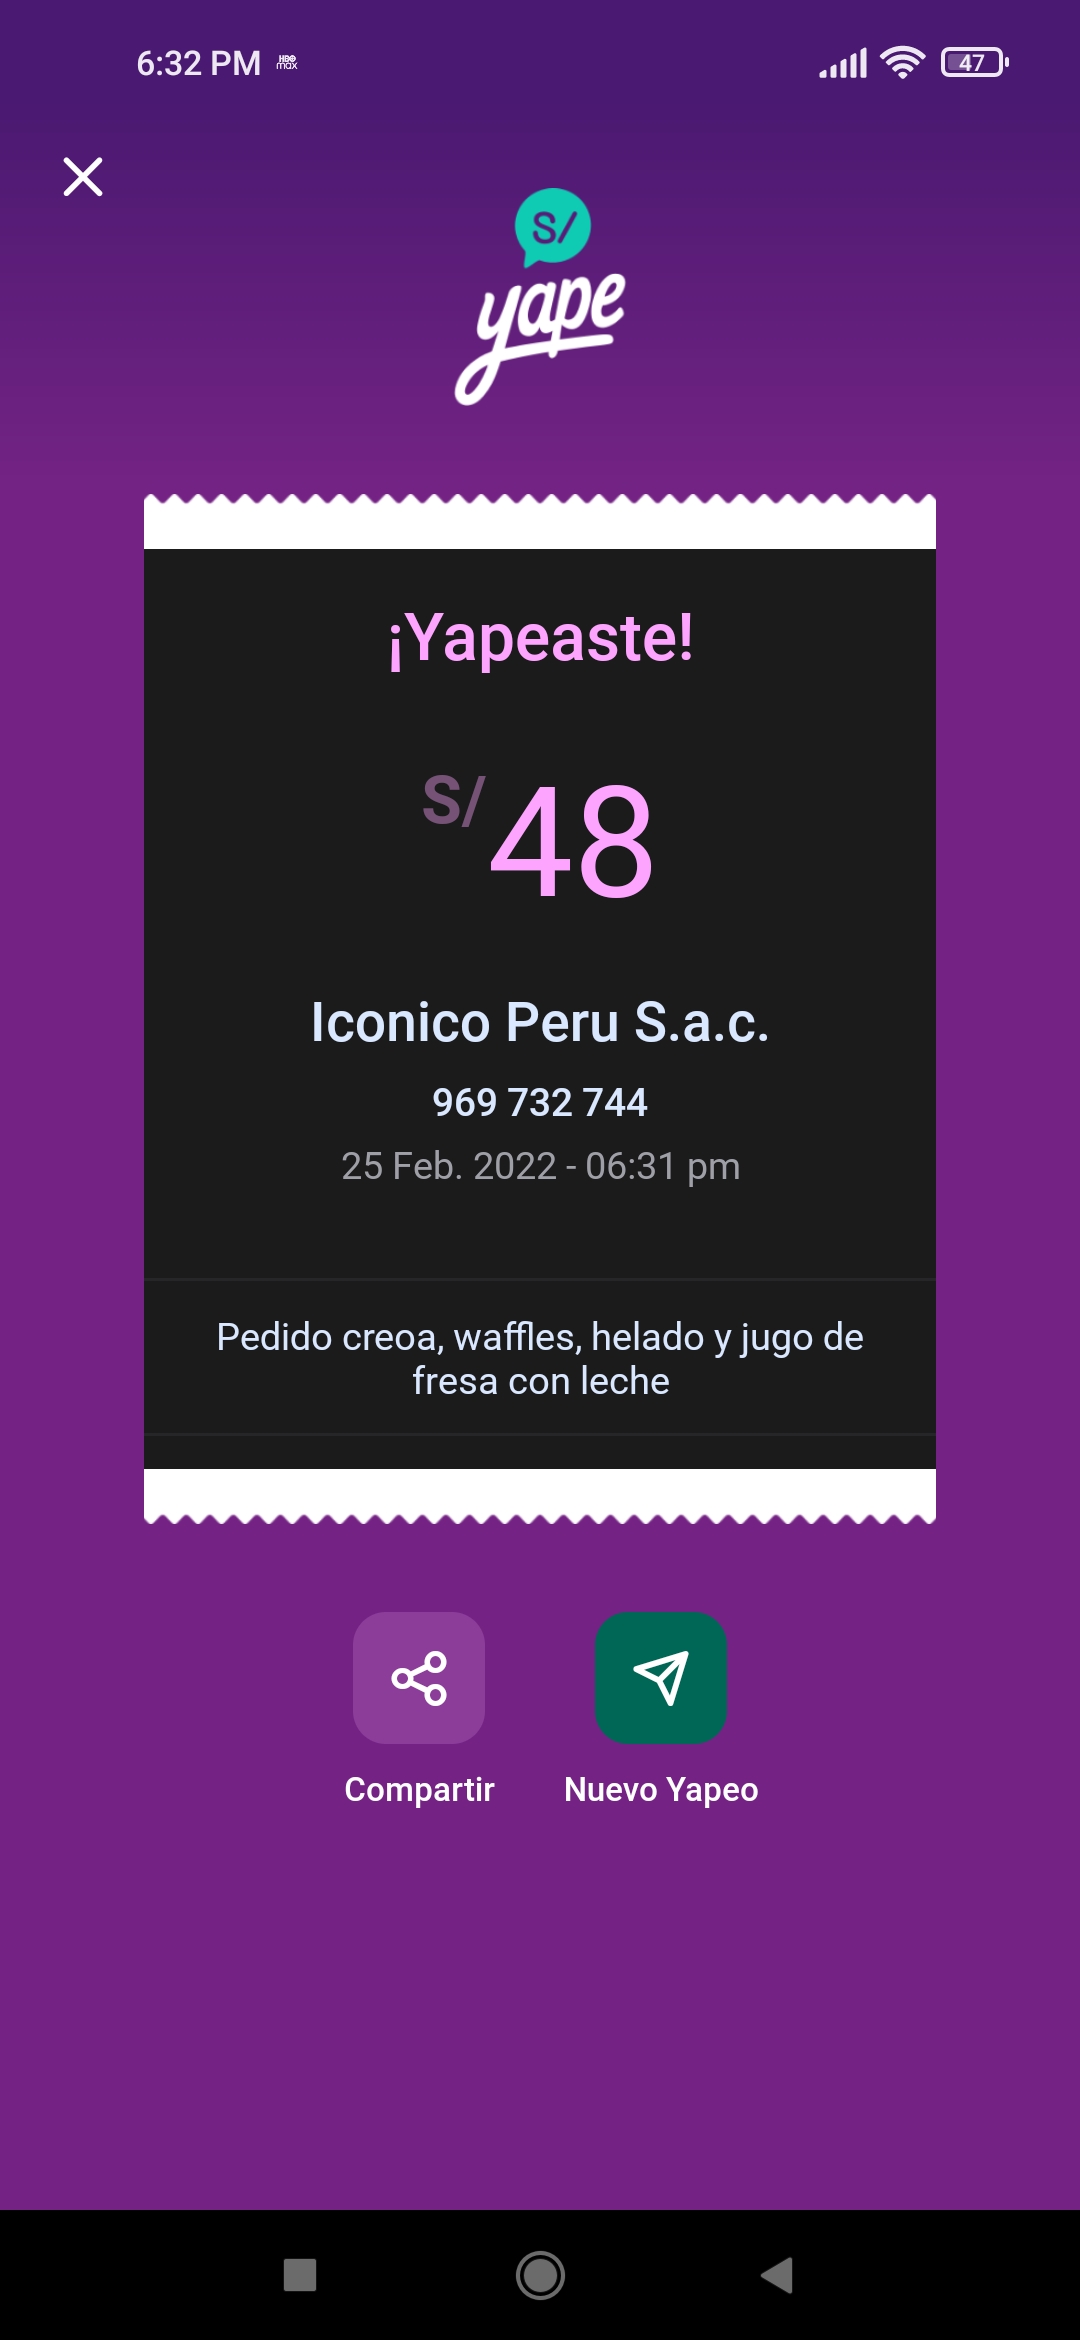 6:32 PM HBO max
47
S/
yape
¡Yapeaste!
S/48
Iconico Peru S.a.c.
969 732 744
25 Feb. 2022 - 06:31 pm
Pedido creoa, waffles, helado y jugo de
fresa con leche
Compartir Nuevo Yapeo